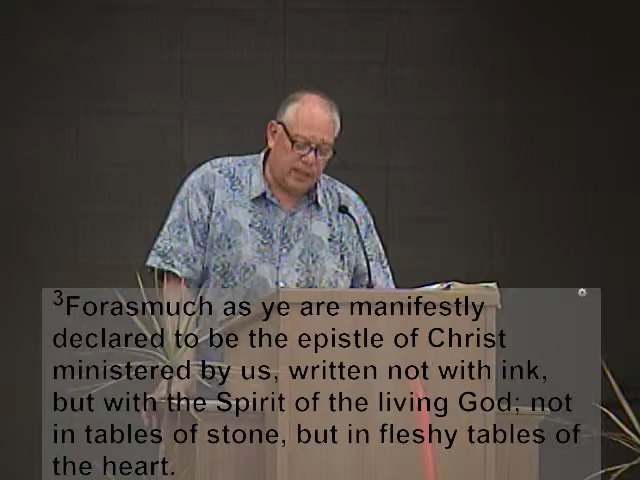 3Forasmuch as ye are manifestly
declared to be the epistle of Christ
ministered by us, written not with ink,
but with the Spirit of the living God; not
in tables of stone, but in fleshy tables of
the heart.